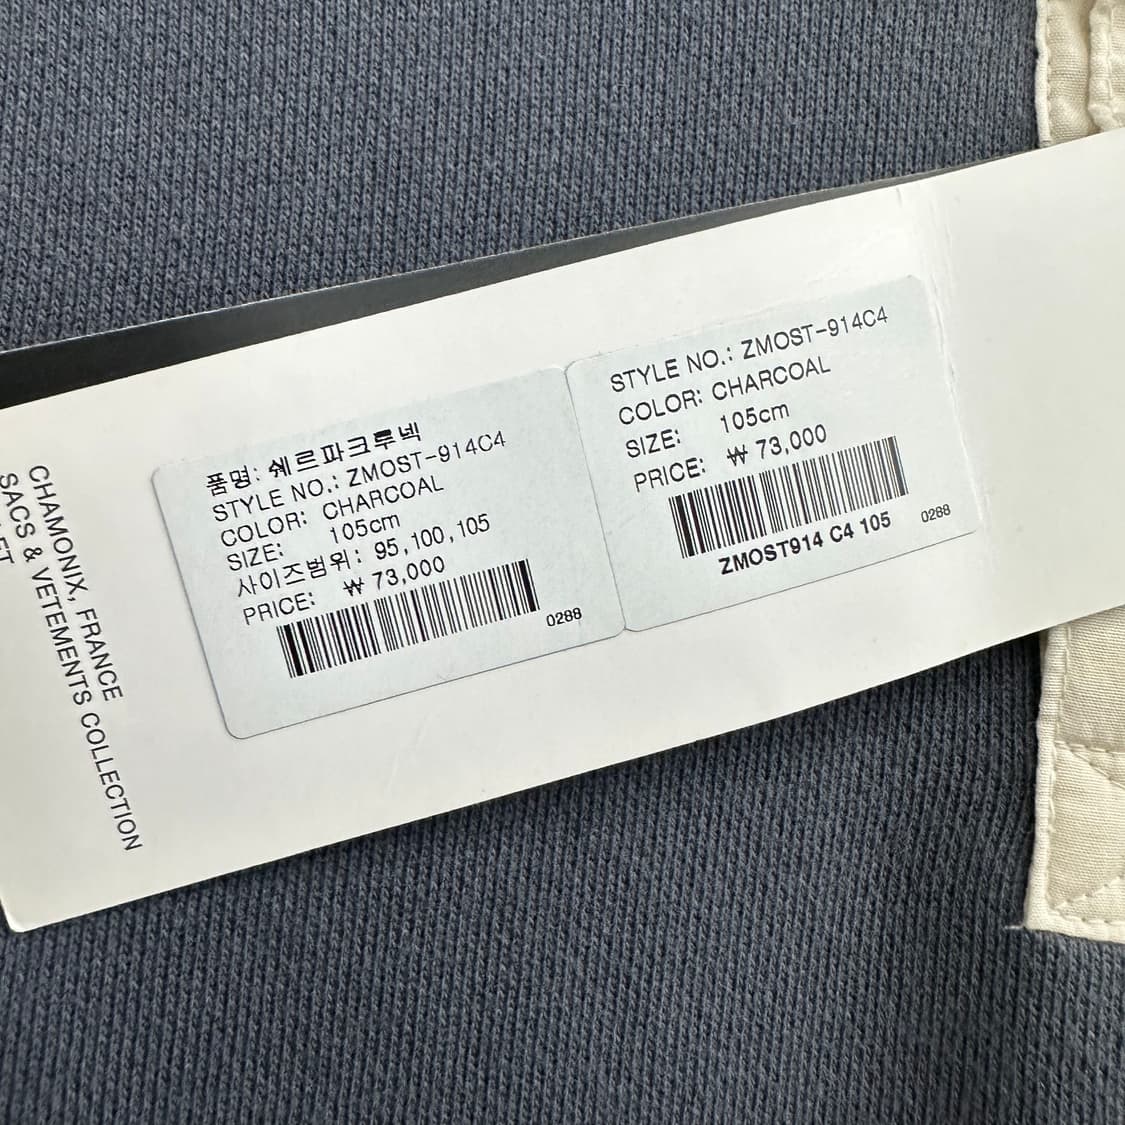 CHAMONIX, FRANCE
SACS & VETEMENTS COLLECTION
품명: 쉐르파크루넥
STYLE NO.: ZMOST-914C4
COLOR: CHARCOAL
SIZE: 105cm
사이즈범위: 95,100,105
PRICE: ₩ 73,000
0288
STYLE NO.: ZMOST-914C4
COLOR: CHARCOAL
SIZE: 105cm
PRICE: ₩ 73,000
ZMOST914 C4 105
0288